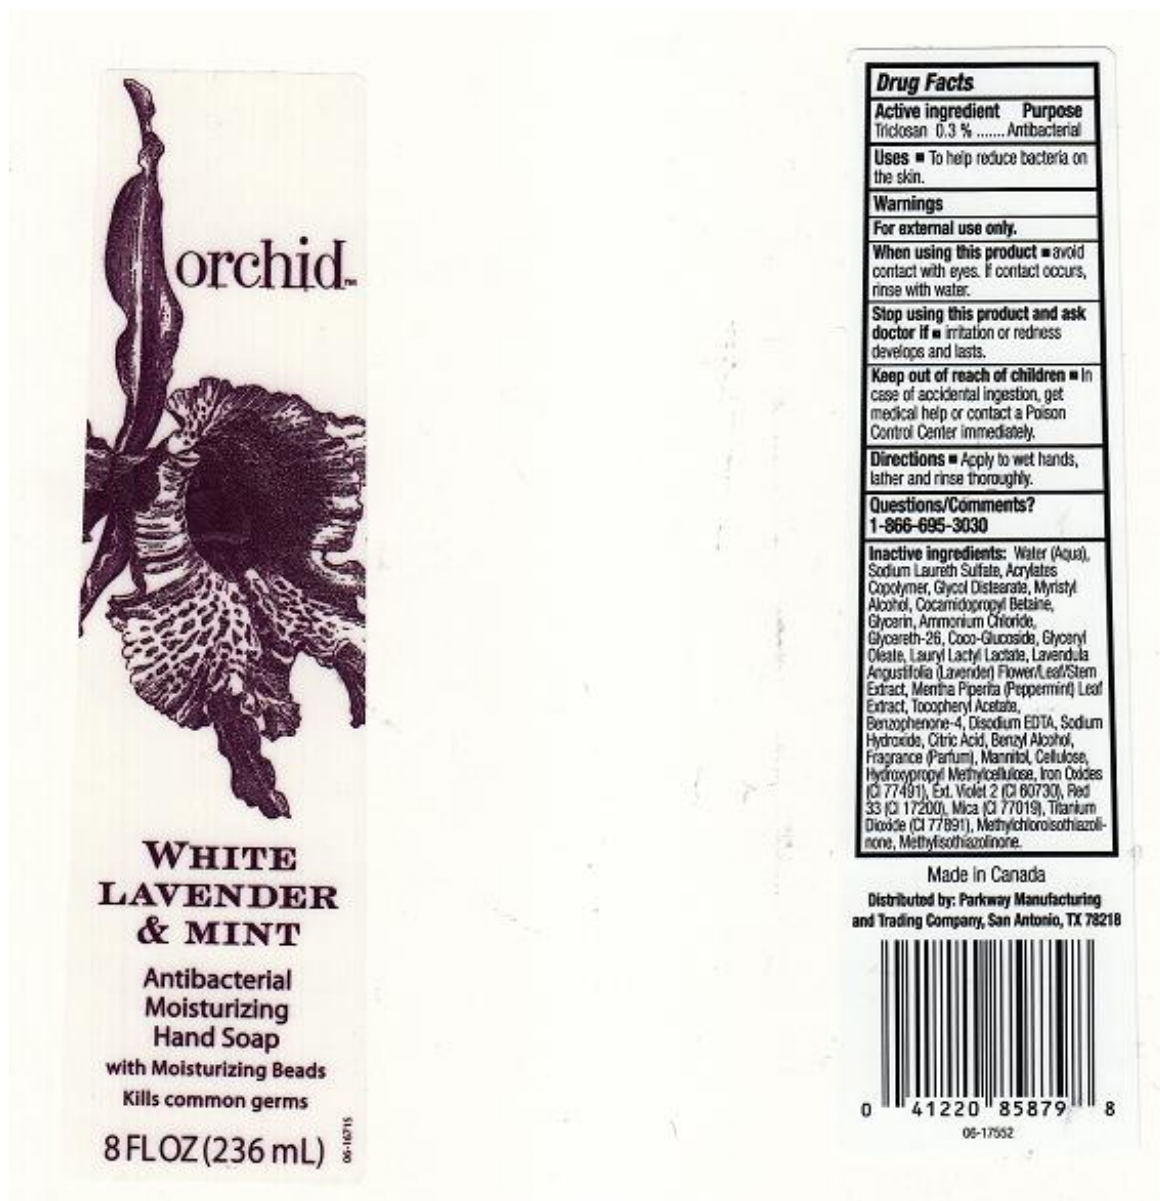 orchid™
WHITE
LAVENDER
& MINT
Antibacterial
Moisturizing
Hand Soap
with Moisturizing Beads
Kills common germs
8 FL OZ (236 mL)
06-16715
Drug Facts
Active ingredient Purpose
Triclosan 0.3 % ....... Antibacterial
Uses ■ To help reduce bacteria on
the skin.
Warnings
For external use only.
When using this product ■ avoid
contact with eyes. If contact occurs,
rinse with water.
Stop using this product and ask
doctor if ■ irritation or redness
develops and lasts.
Keep out of reach of children ■ In
case of accidental ingestion, get
medical help or contact a Poison
Control Center immediately.
Directions ■ Apply to wet hands,
lather and rinse thoroughly.
Questions/Comments?
1-866-695-3030
Inactive ingredients: Water (Aqua),
Sodium Laureth Sulfate, Acrylates
Copolymer, Glycol Distearate, Myristyl
Alcohol, Cocamidopropyl Betaine,
Glycerin, Ammonium Chloride,
Glycereth-26, Coco-Glucoside, Glyceryl
Oleate, Lauryl Lactyl Lactate, Lavendula
Angustifolia (Lavender) Flower/Leaf/Stem
Extract, Mentha Piperita (Peppermint) Leaf
Extract, Tocopheryl Acetate,
Benzophenone-4, Disodium EDTA, Sodium
Hydroxide, Citric Acid, Benzyl Alcohol,
Fragrance (Parfum), Mannitol, Cellulose,
Hydroxypropyl Methylcellulose, Iron Oxides
(CI 77491), Ext. Violet 2 (CI 60730), Red
33 (CI 17200), Mica (CI 77019), Titanium
Dioxide (CI 77891), Methylchloroisothiazoli-
none, Methylisothiazolinone.
Made in Canada
Distributed by: Parkway Manufacturing
and Trading Company, San Antonio, TX 78218
0 41220 85879 8
06-17552